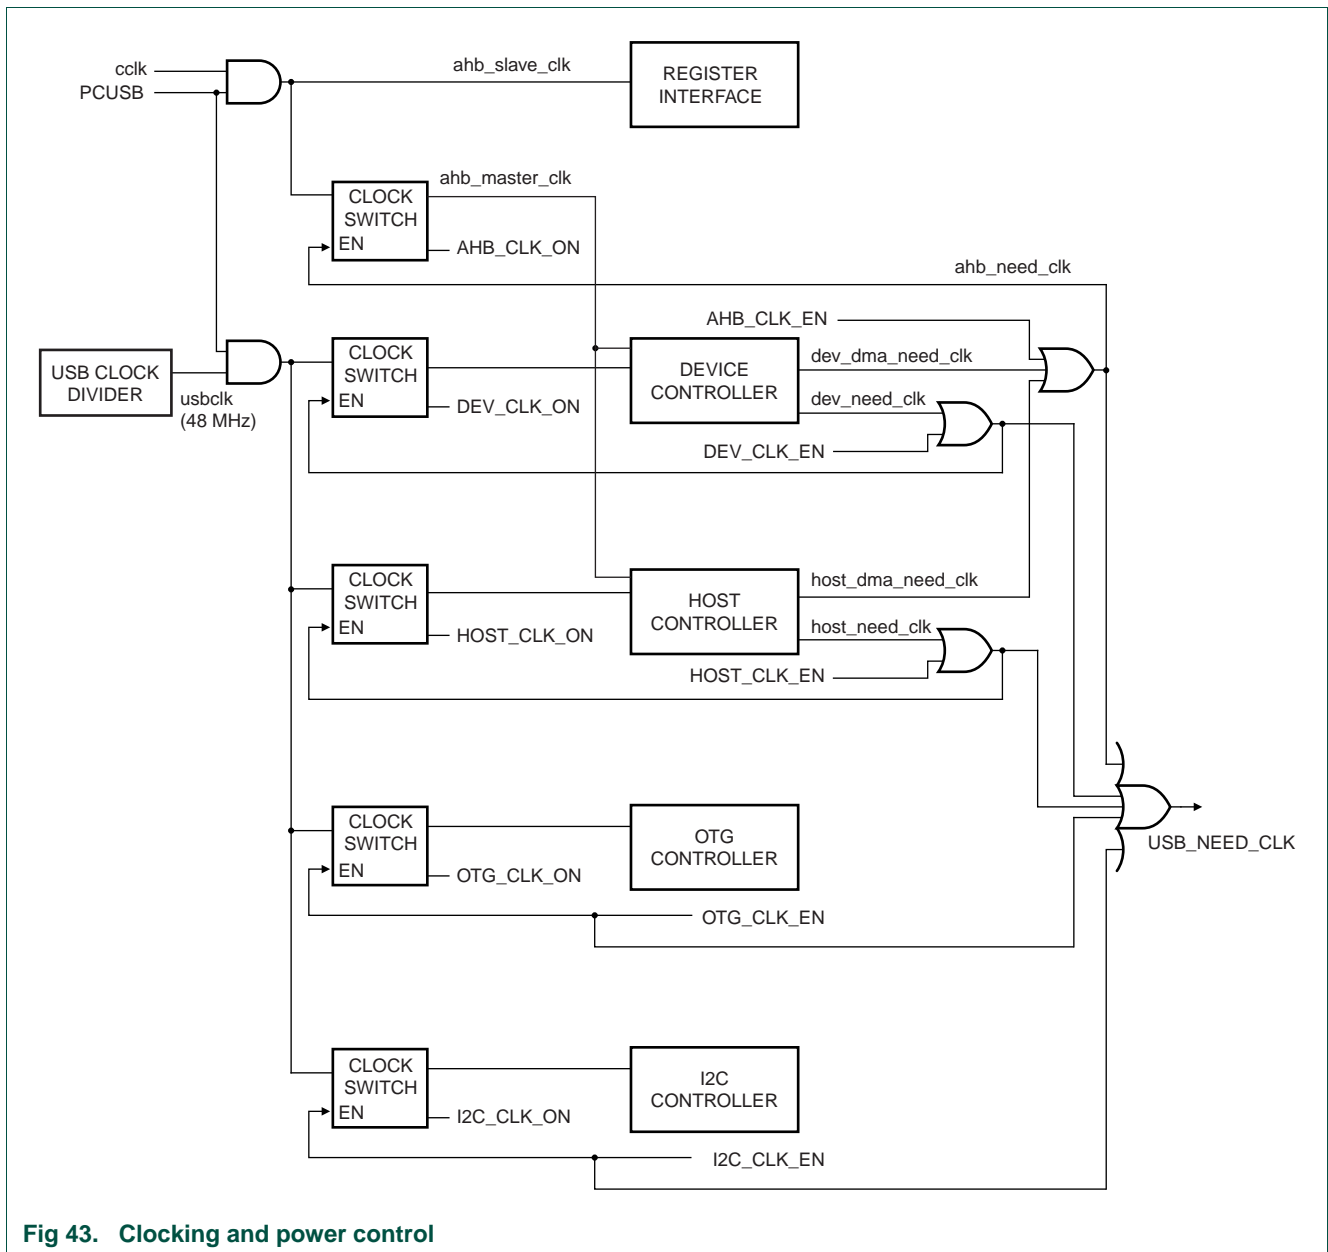 cclk
PCUSB
ahb_slave_clk
REGISTER
INTERFACE
CLOCK
SWITCH
EN
ahb_master_clk
AHB_CLK_ON
ahb_need_clk
AHB_CLK_EN
USB CLOCK
DIVIDER
usbclk
(48 MHz)
CLOCK
SWITCH
EN
DEV_CLK_ON
DEVICE
CONTROLLER
dev_dma_need_clk
dev_need_clk
DEV_CLK_EN
CLOCK
SWITCH
EN
HOST_CLK_ON
HOST
CONTROLLER
host_dma_need_clk
host_need_clk
HOST_CLK_EN
CLOCK
SWITCH
EN
OTG_CLK_ON
OTG
CONTROLLER
USB_NEED_CLK
OTG_CLK_EN
CLOCK
SWITCH
EN
I2C_CLK_ON
I2C
CONTROLLER
I2C_CLK_EN
Fig 43. Clocking and power control